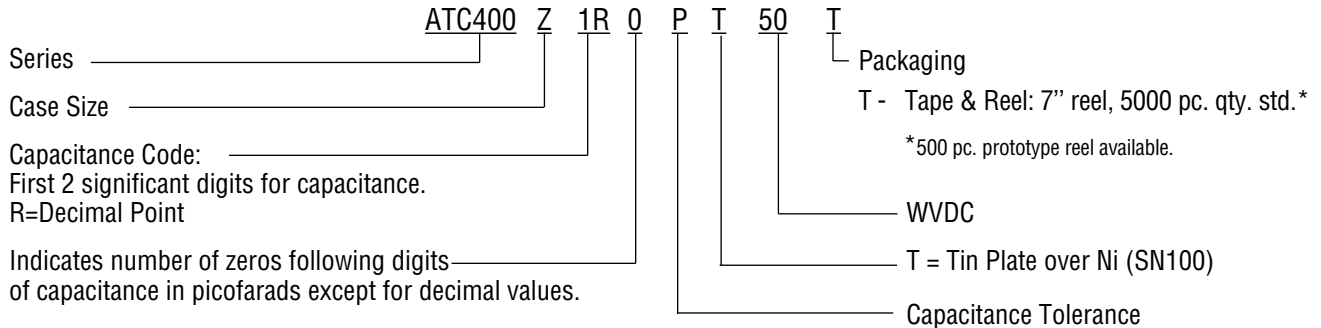 ATC400 Z 1R 0 P T 50 T
Series
Case Size
Capacitance Code:
First 2 significant digits for capacitance.
R=Decimal Point
Indicates number of zeros following digits
of capacitance in picofarads except for decimal values.
Packaging
T - Tape & Reel: 7’’ reel, 5000 pc. qty. std.*
*500 pc. prototype reel available.
WVDC
T = Tin Plate over Ni (SN100)
Capacitance Tolerance